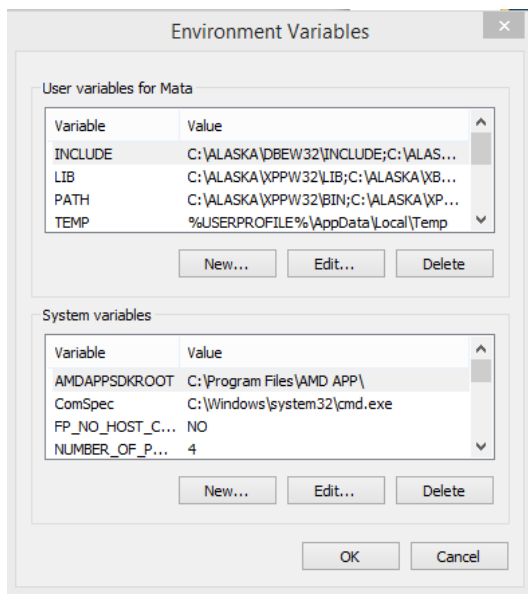 Environment Variables
User variables for Mata
Variable Value
INCLUDE C:\ALASKA\DBEW32\INCLUDE;C:\ALAS...
LIB C:\ALASKA\XPPW32\LIB;C:\ALASKA\XB...
PATH C:\ALASKA\XPPW32\BIN;C:\ALASKA\XP...
TEMP %USERPROFILE%\AppData\Local\Temp
New... Edit... Delete
System variables
Variable Value
AMDAPPSDKROOT C:\Program Files\AMD APP\
ComSpec C:\Windows\system32\cmd.exe
FP_NO_HOST_C... NO
NUMBER_OF_P... 4
New... Edit... Delete
OK Cancel